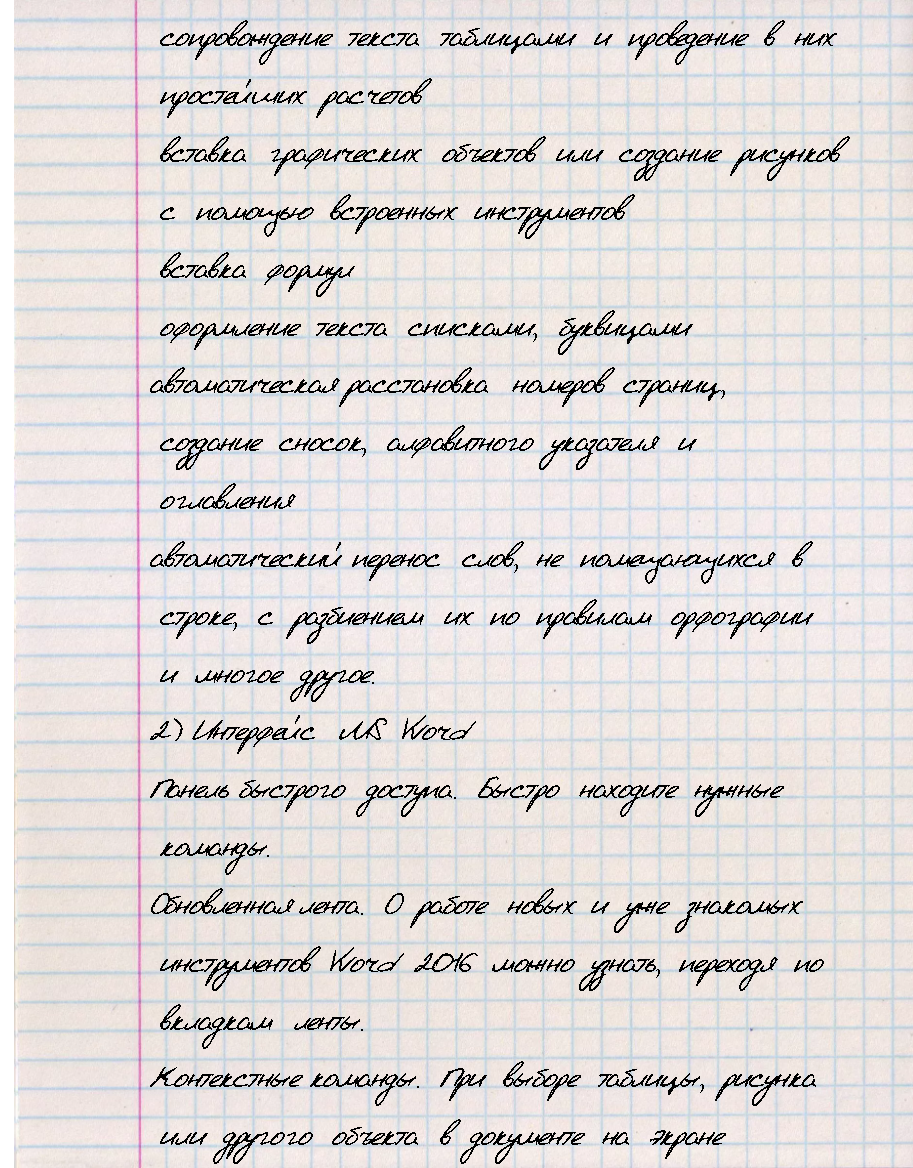 сопровождение текста таблицами и проведение в них
простейших расчетов
вставка графических объектов или создание рисунков
с помощью встроенных инструментов
вставка формул
оформление текста списками, буквицами
автоматическая расстановка номеров страниц,
создание сносок, алфавитного указателя и
оглавления
автоматический перенос слов, не помещающихся в
строке, с разбиением их по правилам орфографии
и многое другое.
2) Интерфейс MS Word
Панель быстрого доступа. Быстро находите нужные
команды.
Обновленная лента. О работе новых и уже знакомых
инструментов Word 2016 можно узнать, переходя по
вкладкам ленты.
Контекстные команды. При выборе таблицы, рисунка
или другого объекта в документе на экране